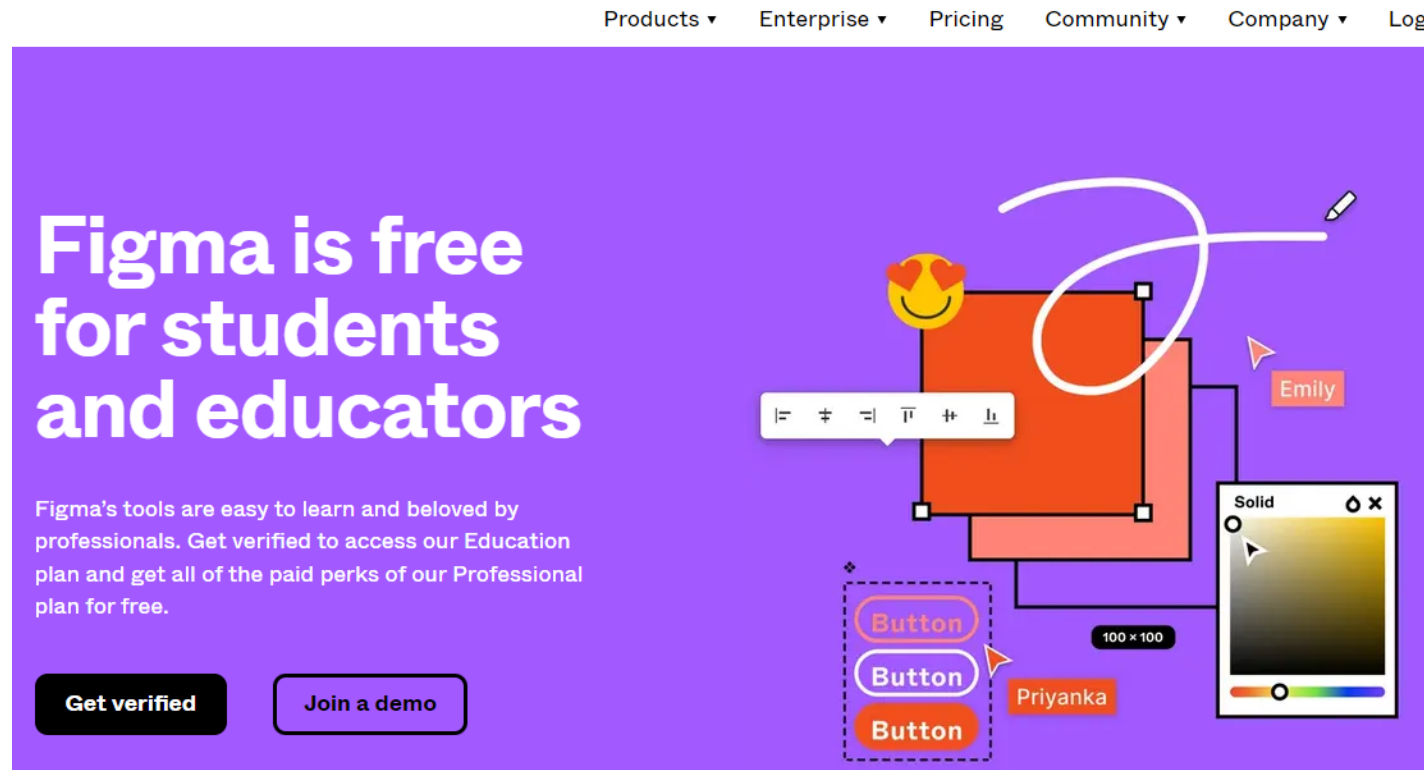 Products ▾ Enterprise ▾ Pricing Community ▾ Company ▾ Log
Figma is free
for students
and educators
Figma’s tools are easy to learn and beloved by
professionals. Get verified to access our Education
plan and get all of the paid perks of our Professional
plan for free.
Get verified Join a demo
Emily
Solid
Button
Button
Button
100 × 100
Priyanka